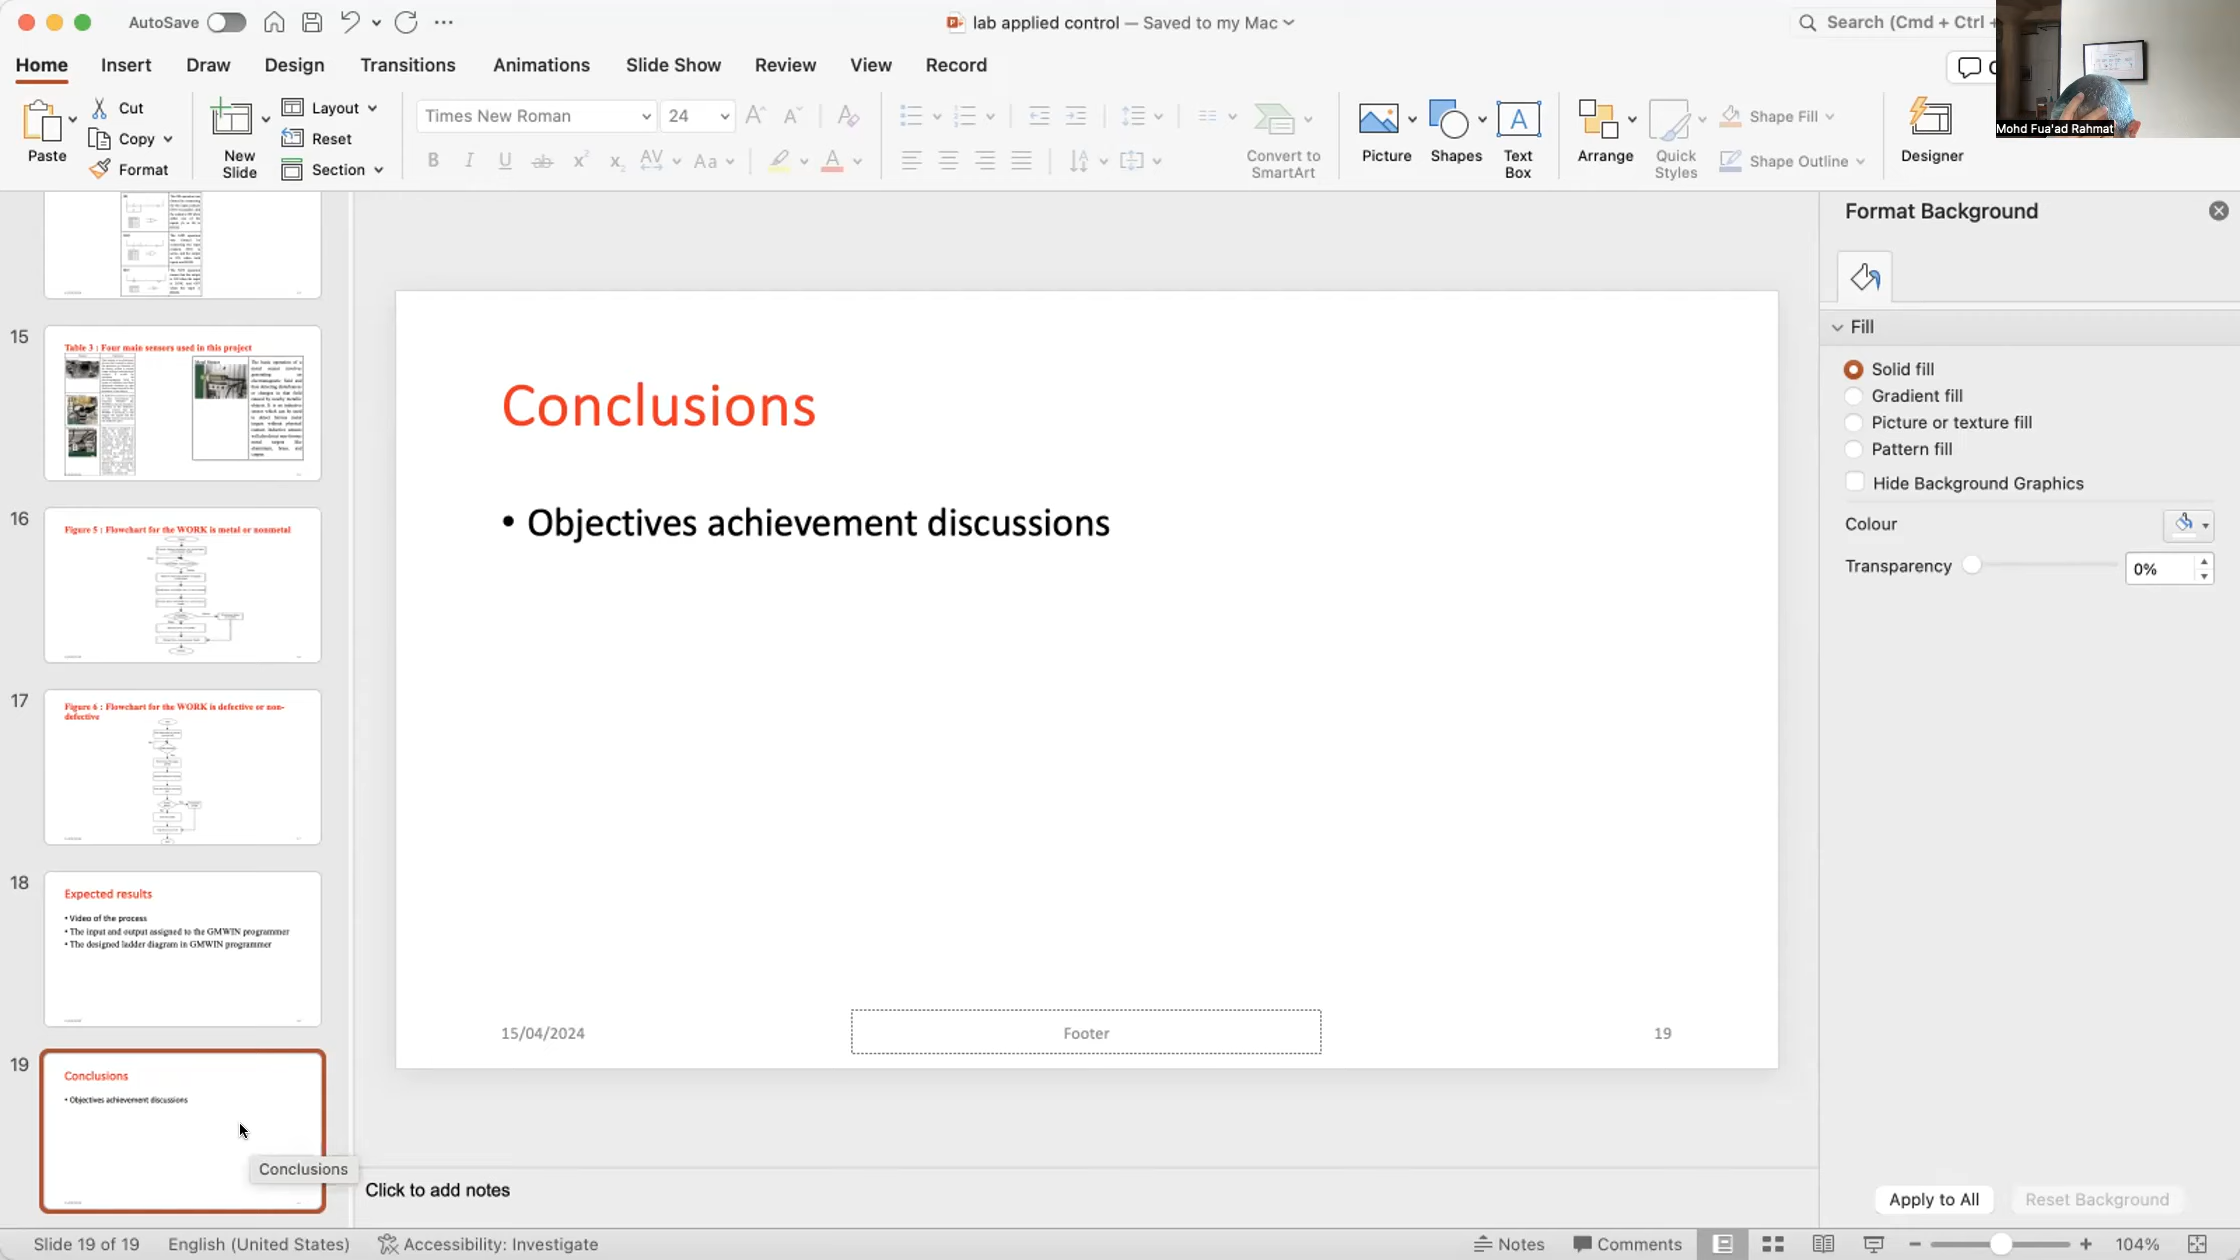 AutoSave
lab applied control — Saved to my Mac
Search (Cmd + Ctrl +
Home Insert Draw Design Transitions Animations Slide Show Review View Record
Paste
Cut
Copy
Format
New Slide
Layout
Reset
Section
Times New Roman 24
Convert to SmartArt
Picture
Shapes
Text Box
Arrange
Quick Styles
Shape Fill
Shape Outline
Designer
Mohd Fua'ad Rahmat
15
Table 3 : Four main sensors used in this project
16
Figure 5 : Flowchart for the WORK is metal or nonmetal
17
Figure 6 : Flowchart for the WORK is defective or non-
defective
18
Expected results
• Video of the process
• The input and output assigned to the GMWIN programmer
• The designed ladder diagram in GMWIN programmer
19
Conclusions
• Objectives achievement discussions
Conclusions
Conclusions
• Objectives achievement discussions
15/04/2024
Footer
19
Click to add notes
Format Background
Fill
Solid fill
Gradient fill
Picture or texture fill
Pattern fill
Hide Background Graphics
Colour
Transparency 0%
Apply to All
Reset Background
Slide 19 of 19
English (United States)
Accessibility: Investigate
Notes
Comments
104%